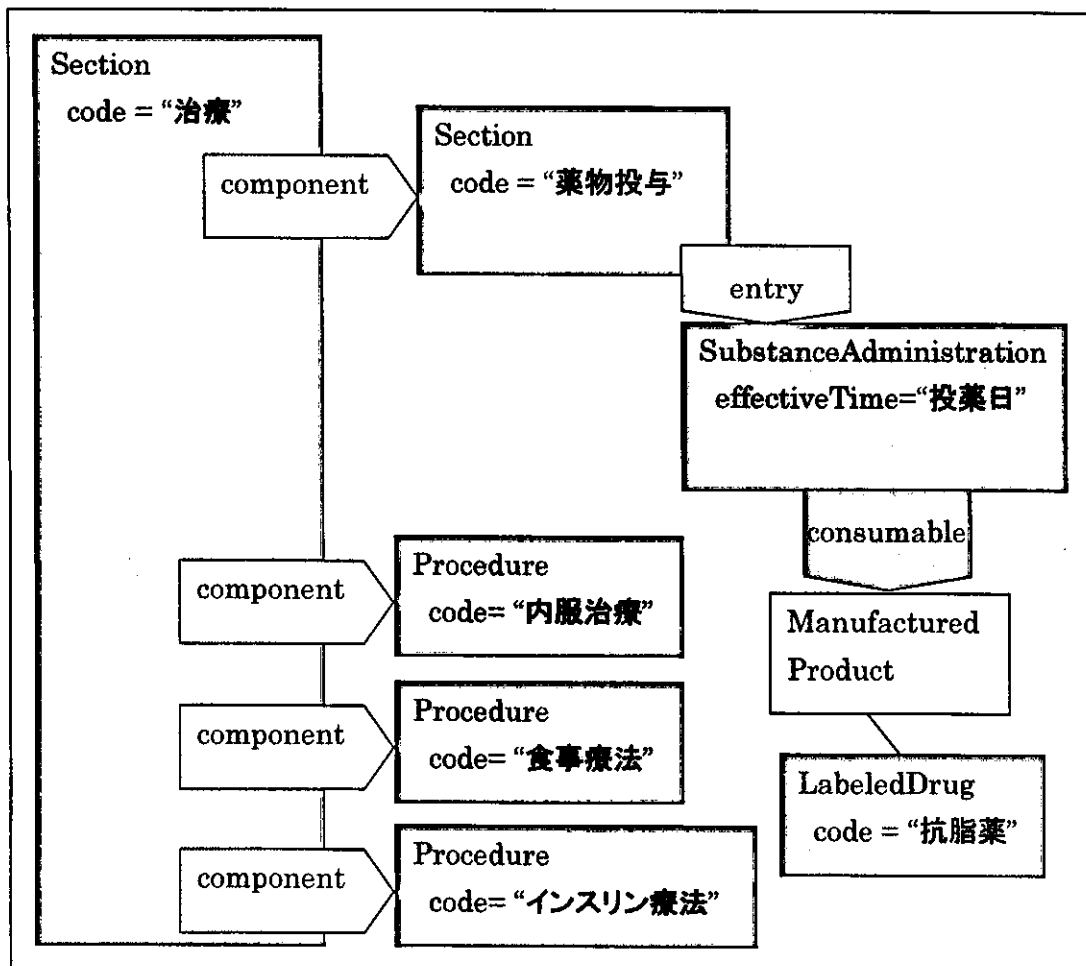 Section
code = “治療”
component
Section
code = “薬物投与”
entry
SubstanceAdministration
effectiveTime=“投薬日”
consumable
Manufactured
Product
LabeledDrug
code = “抗脂薬”
component
Procedure
code= “内服治療”
component
Procedure
code= “食事療法”
component
Procedure
code= “インスリン療法”